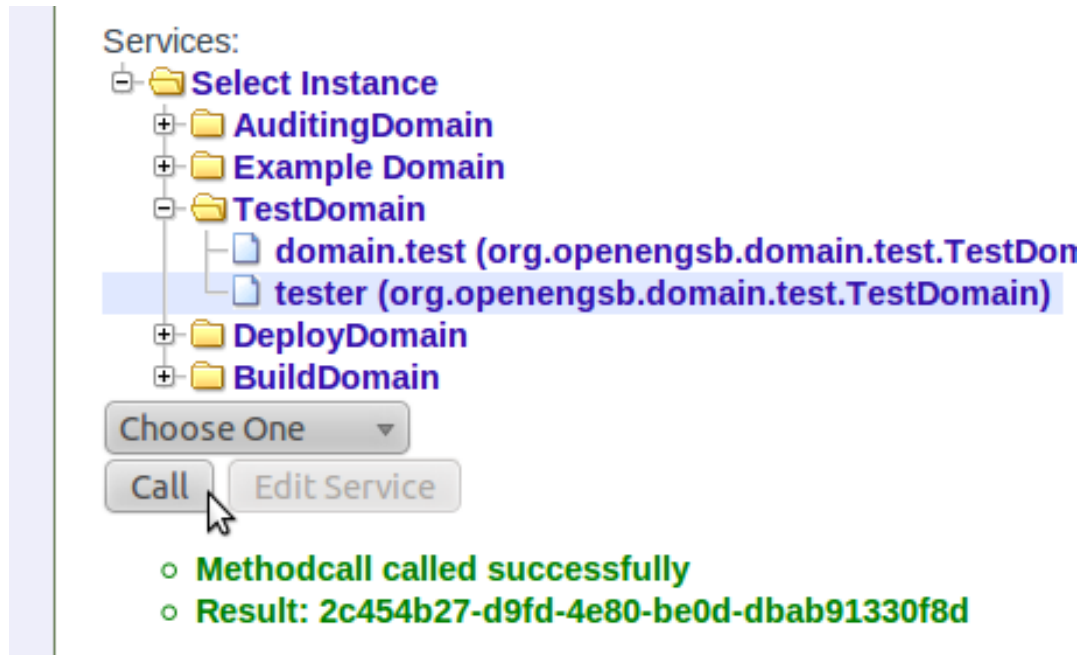 Services:
Select Instance
AuditingDomain
Example Domain
TestDomain
domain.test (org.openengsb.domain.test.TestDom
tester (org.openengsb.domain.test.TestDomain)
DeployDomain
BuildDomain
Choose One
Call Edit Service
Methodcall called successfully
Result: 2c454b27-d9fd-4e80-be0d-dbab91330f8d